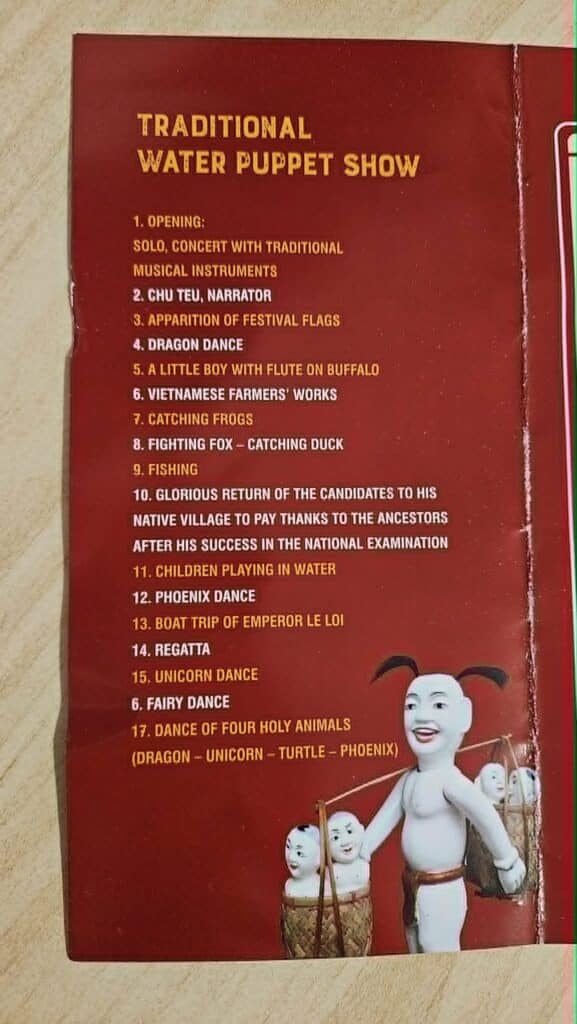 TRADITIONAL
WATER PUPPET SHOW
1. OPENING:
SOLO, CONCERT WITH TRADITIONAL
MUSICAL INSTRUMENTS
2. CHU TEU, NARRATOR
3. APPARITION OF FESTIVAL FLAGS
4. DRAGON DANCE
5. A LITTLE BOY WITH FLUTE ON BUFFALO
6. VIETNAMESE FARMERS' WORKS
7. CATCHING FROGS
8. FIGHTING FOX – CATCHING DUCK
9. FISHING
10. GLORIOUS RETURN OF THE CANDIDATES TO HIS
NATIVE VILLAGE TO PAY THANKS TO THE ANCESTORS
AFTER HIS SUCCESS IN THE NATIONAL EXAMINATION
11. CHILDREN PLAYING IN WATER
12. PHOENIX DANCE
13. BOAT TRIP OF EMPEROR LE LOI
14. REGATTA
15. UNICORN DANCE
6. FAIRY DANCE
17. DANCE OF FOUR HOLY ANIMALS
(DRAGON – UNICORN – TURTLE – PHOENIX)